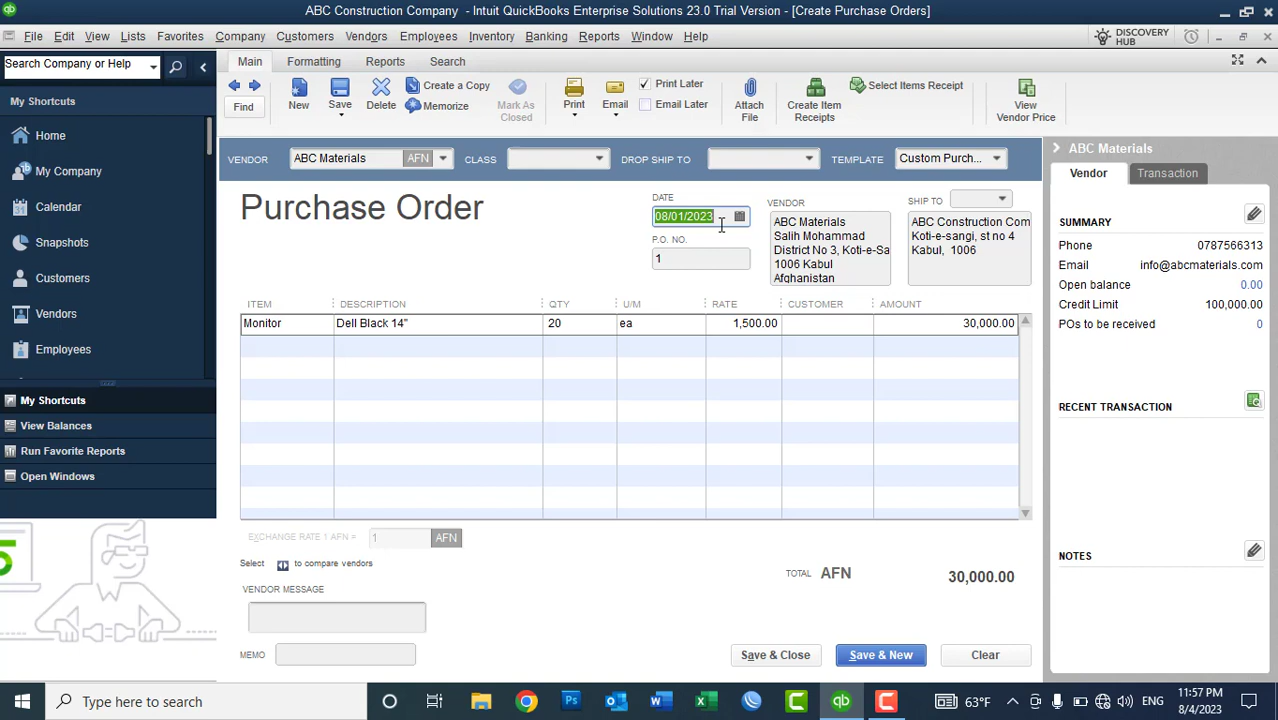 ABC Construction Company - Intuit QuickBooks Enterprise Solutions 23.0 Trial Version - [Create Purchase Orders]
File Edit View Lists Favorites Company Customers Vendors Employees Inventory Banking Reports Window Help
DISCOVERY HUB
Search Company or Help
My Shortcuts
Home
My Company
Calendar
Snapshots
Customers
Vendors
Employees
My Shortcuts
View Balances
Run Favorite Reports
Open Windows
Main Formatting Reports Search
Find
New
Save
Delete
Create a Copy
Memorize
Mark As Closed
Print
Email
Print Later
Email Later
Attach File
Create Item Receipts
Select Items Receipt
View Vendor Price
VENDOR ABC Materials AFN CLASS DROP SHIP TO TEMPLATE Custom Purch...
Purchase Order
DATE
08/01/2023
P.O. NO.
1
VENDOR
ABC Materials
Salih Mohammad
District No 3, Koti-e-Sa
1006 Kabul
Afghanistan
SHIP TO
ABC Construction Com
Koti-e-sangi, st no 4
Kabul, 1006
ITEM DESCRIPTION QTY U/M RATE CUSTOMER AMOUNT
Monitor Dell Black 14" 20 ea 1,500.00 30,000.00
EXCHANGE RATE 1 AFN = 1 AFN
Select to compare vendors
TOTAL AFN 30,000.00
VENDOR MESSAGE
MEMO
Save & Close Save & New Clear
ABC Materials
Vendor Transaction
SUMMARY
Phone 0787566313
Email info@abcmaterials.com
Open balance 0.00
Credit Limit 100,000.00
POs to be received 0
RECENT TRANSACTION
NOTES
Type here to search
63°F
ENG
11:57 PM
8/4/2023